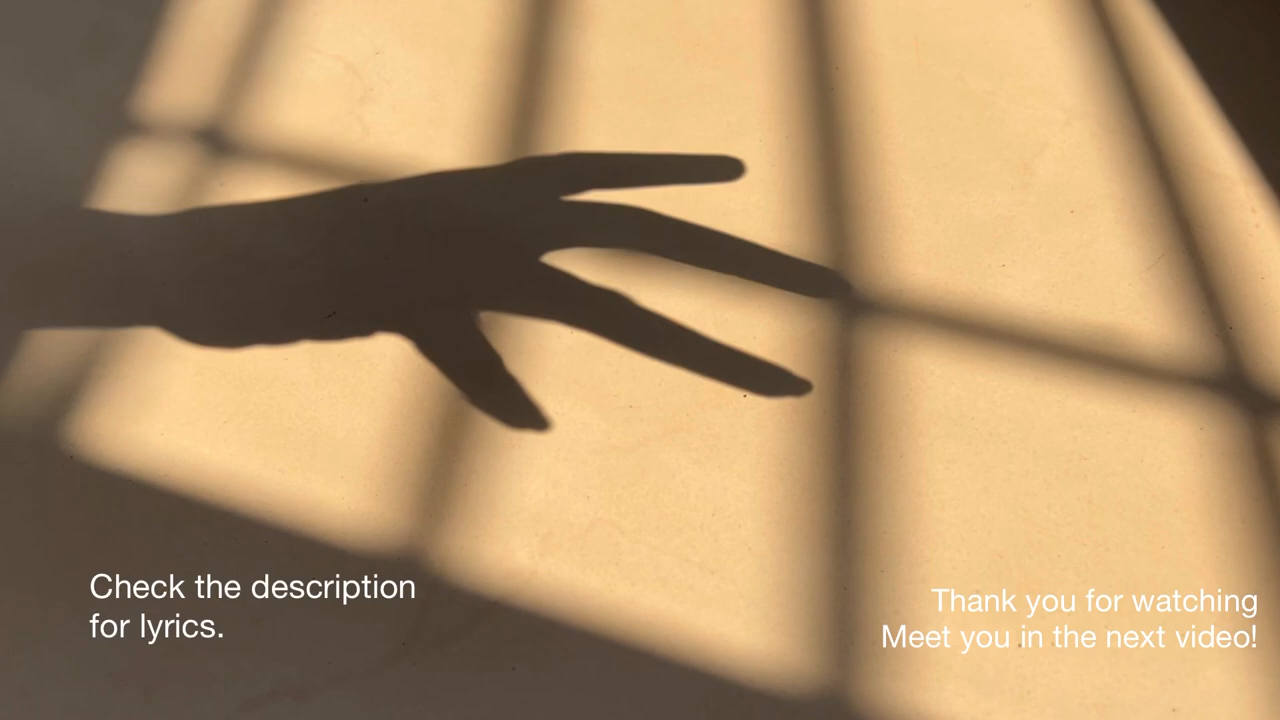 Check the description
for lyrics.
Thank you for watching
Meet you in the next video!